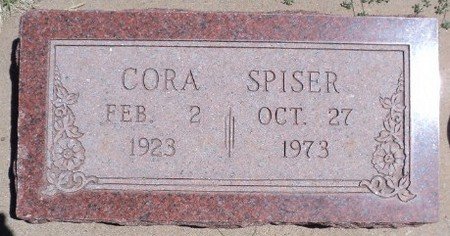 CORA SPISER
FEB. 2 OCT. 27
1923 1973